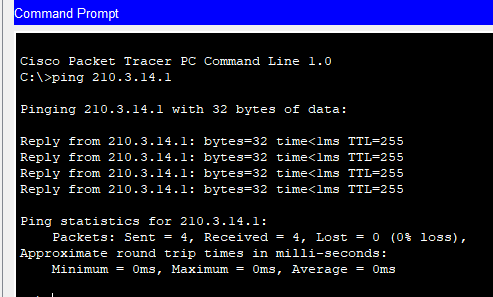 Command Prompt
Cisco Packet Tracer PC Command Line 1.0
C:\>ping 210.3.14.1
Pinging 210.3.14.1 with 32 bytes of data:
Reply from 210.3.14.1: bytes=32 time<1ms TTL=255
Reply from 210.3.14.1: bytes=32 time<1ms TTL=255
Reply from 210.3.14.1: bytes=32 time<1ms TTL=255
Reply from 210.3.14.1: bytes=32 time<1ms TTL=255
Ping statistics for 210.3.14.1:
Packets: Sent = 4, Received = 4, Lost = 0 (0% loss),
Approximate round trip times in milli-seconds:
Minimum = 0ms, Maximum = 0ms, Average = 0ms